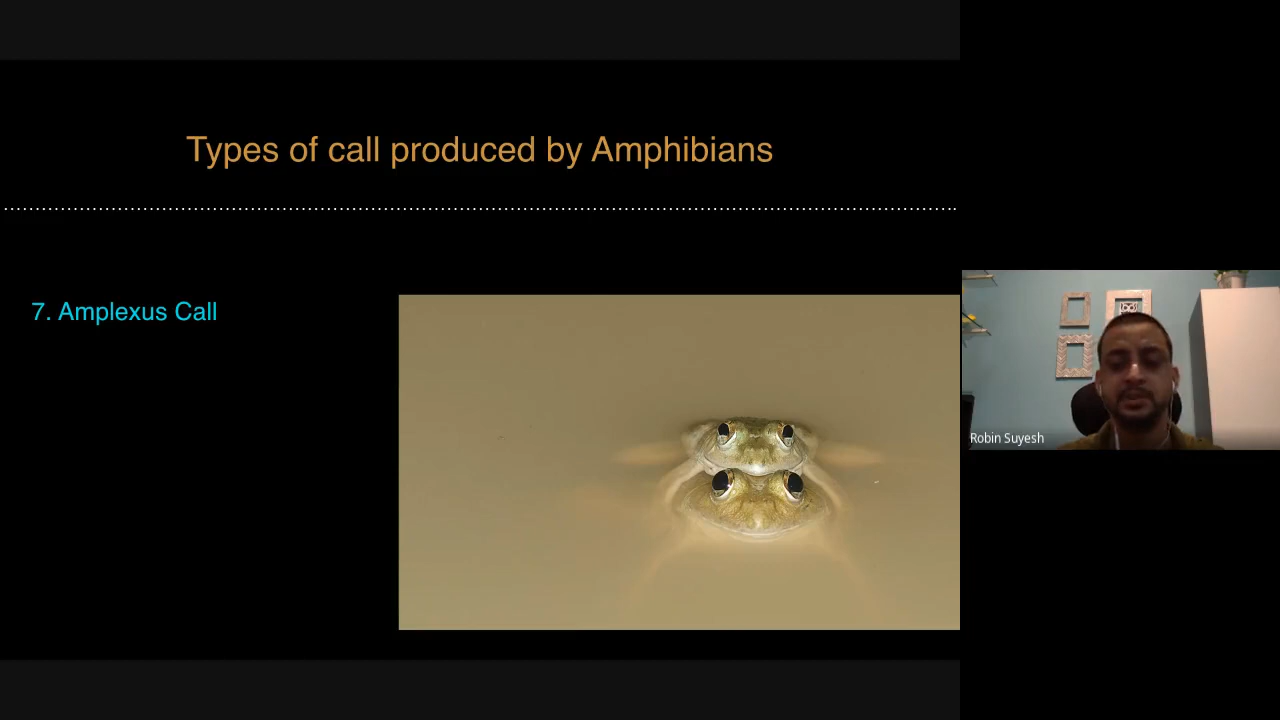 Types of call produced by Amphibians
7. Amplexus Call
Robin Suyesh